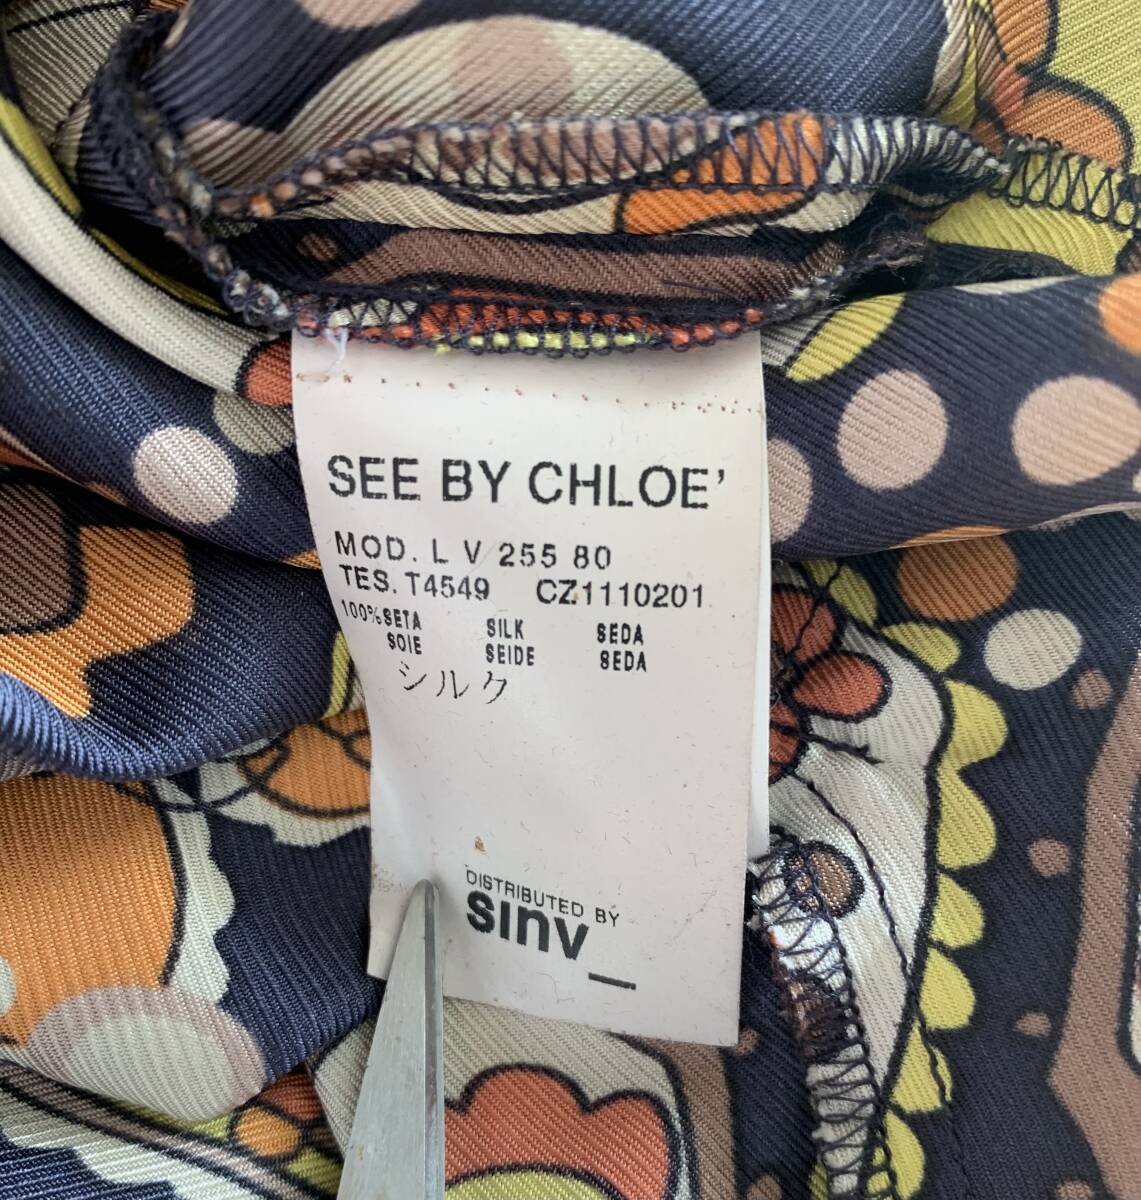 SEE BY CHLOE'
MOD. L V 255 80
TES. T4549 CZ1110201
100%SETA SILK SEDA
SOIE SEIDE SEDA
シルク
DISTRIBUTED BY
sınv_